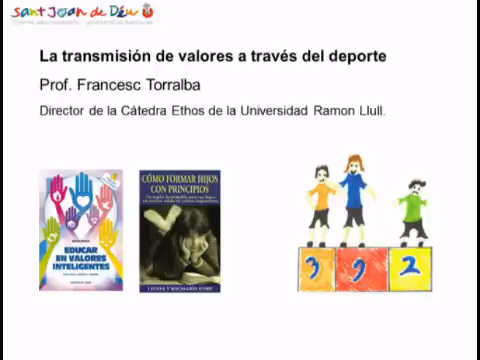 Sant Joan de Déu
La transmisión de valores a través del deporte
Prof. Francesc Torralba
Director de la Cátedra Ethos de la Universidad Ramon Llull.
CÓMO FORMAR HIJOS
CON PRINCIPIOS
EDUCAR
EN VALORES
INTELIGENTES
3 9 2